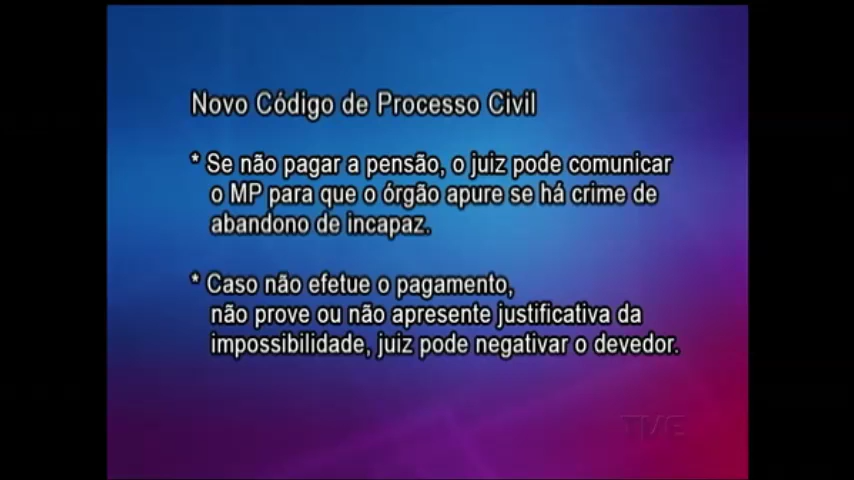 Novo Código de Processo Civil
* Se não pagar a pensão, o juiz pode comunicar
o MP para que o órgão apure se há crime de
abandono de incapaz.
* Caso não efetue o pagamento,
não prove ou não apresente justificativa da
impossibilidade, juiz pode negativar o devedor.